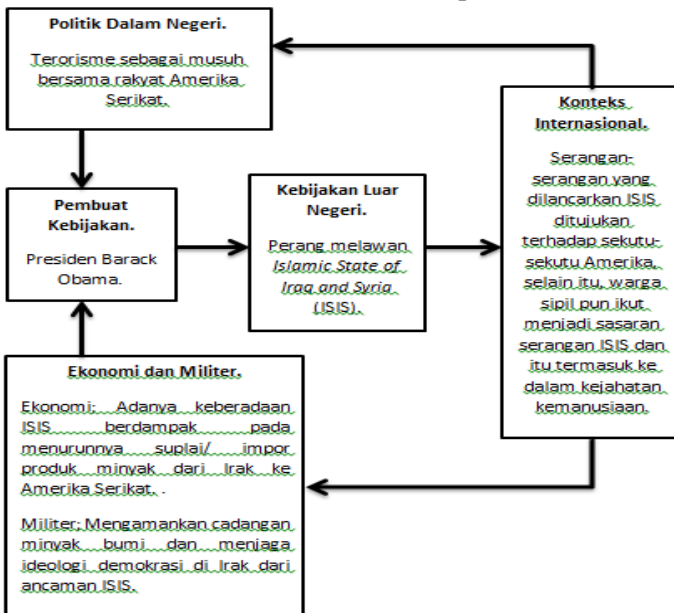 Politik Dalam Negeri.
Terorisme sebagai musuh
bersama rakyat Amerika
Serikat.
Konteks
Internasional.
Serangan-
serangan yang
dilancarkan ISIS
ditujukan
terhadap sekutu-
sekutu Amerika,
selain itu, warga
sipil pun ikut
menjadi sasaran
serangan ISIS dan
itu termasuk ke
dalam kejahatan
kemanusiaan.
Pembuat
Kebijakan.
Presiden Barack
Obama.
Kebijakan Luar
Negeri.
Perang melawan
Islamic State of
Iraq and Syria
(ISIS).
Ekonomi dan Militer.
Ekonomi; Adanya keberadaan
ISIS berdampak pada
menurunnya suplai/ impor
produk minyak dari Irak ke
Amerika Serikat. .
Militer; Mengamankan cadangan
minyak bumi dan menjaga
ideologi demokrasi di Irak dari
ancaman ISIS.